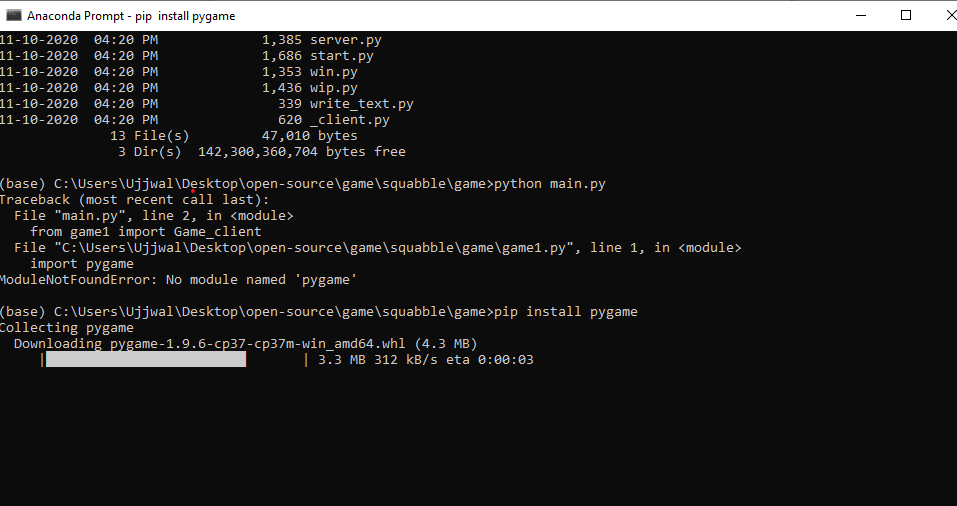 Anaconda Prompt - pip  install pygame
11-10-2020  04:20 PM             1,385 server.py
11-10-2020  04:20 PM             1,686 start.py
11-10-2020  04:20 PM             1,353 win.py
11-10-2020  04:20 PM             1,436 wip.py
11-10-2020  04:20 PM               339 write_text.py
11-10-2020  04:20 PM               620 _client.py
              13 File(s)         47,010 bytes
               3 Dir(s)  142,300,360,704 bytes free
(base) C:\Users\Ujjwal\Desktop\open-source\game\squabble\game>python main.py
Traceback (most recent call last):
  File "main.py", line 2, in <module>
    from game1 import Game_client
  File "C:\Users\Ujjwal\Desktop\open-source\game\squabble\game\game1.py", line 1, in <module>
    import pygame
ModuleNotFoundError: No module named 'pygame'
(base) C:\Users\Ujjwal\Desktop\open-source\game\squabble\game>pip install pygame
Collecting pygame
  Downloading pygame-1.9.6-cp37-cp37m-win_amd64.whl (4.3 MB)
     |████████████████████████▋       | 3.3 MB 312 kB/s eta 0:00:03